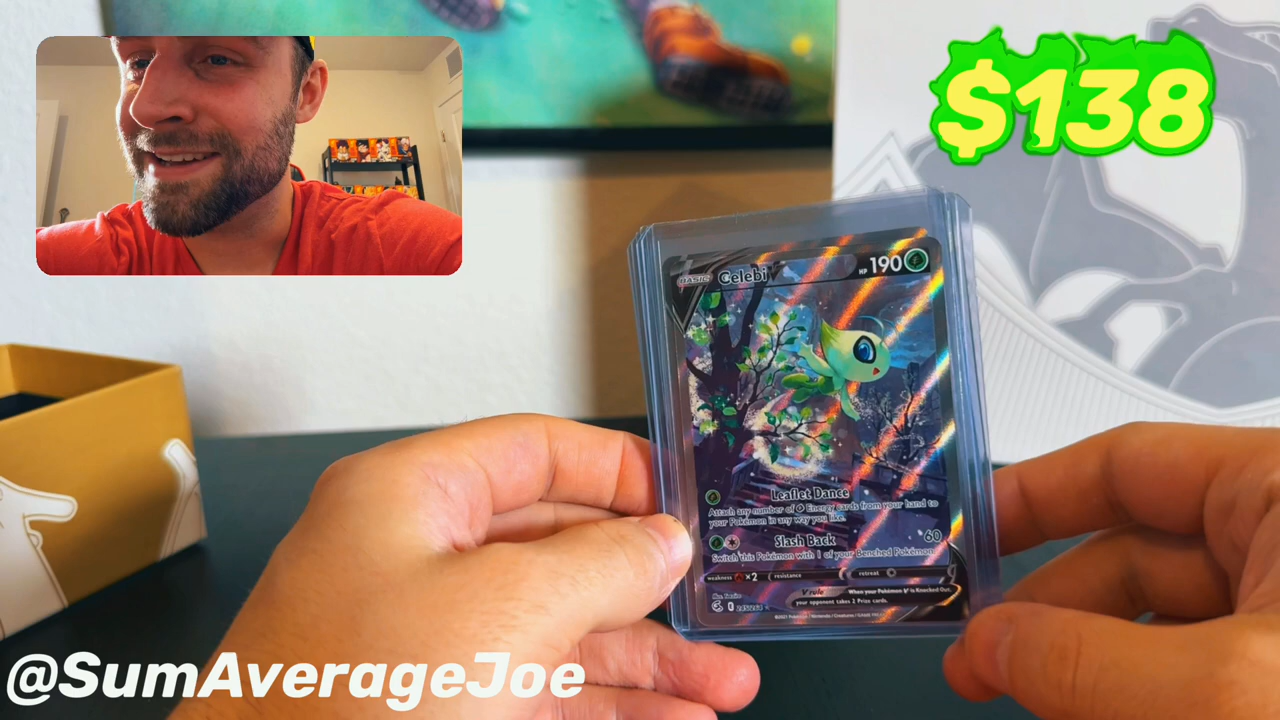 $138
BASIC Celebi V HP 190
Leaflet Dance
Attach any number of Energy cards from your hand to
your Pokémon in any way you like.
Slash Back 60
Switch this Pokémon with 1 of your Benched Pokémon.
weakness ×2 resistance retreat
V rule When your Pokémon V is Knocked Out,
your opponent takes 2 Prize cards.
245/264
@SumAverageJoe